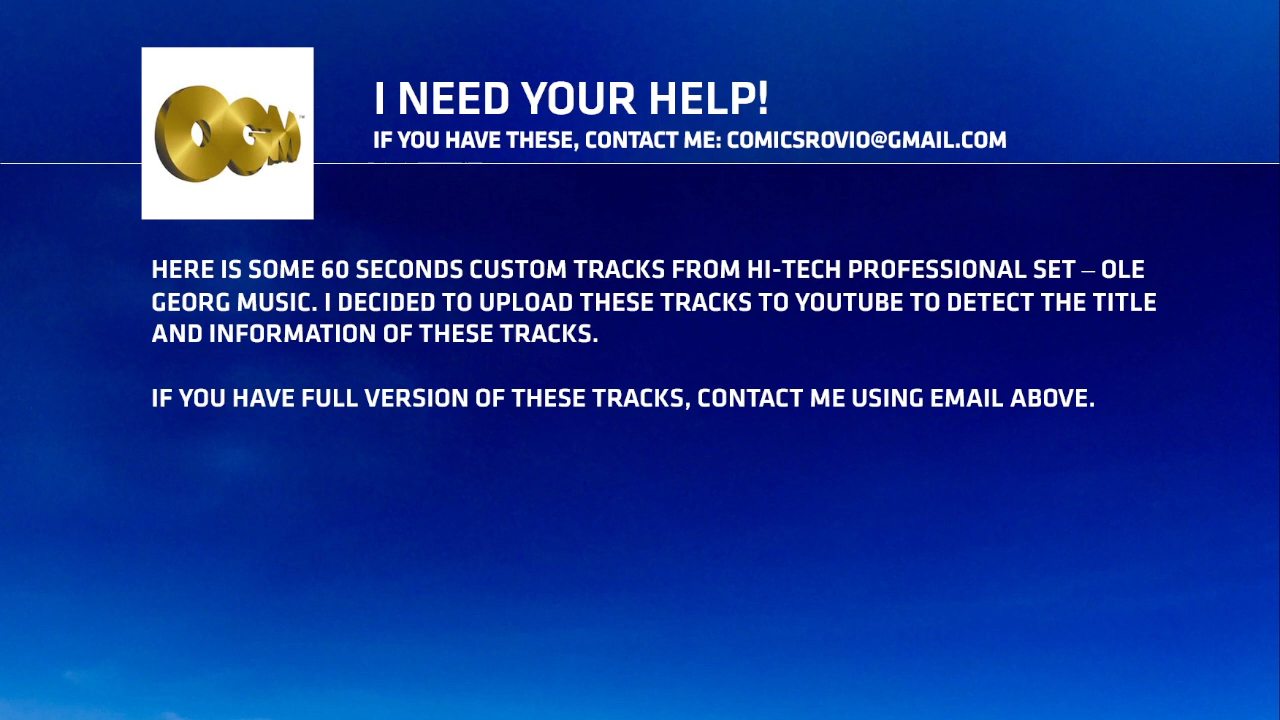 OGM™
I NEED YOUR HELP!
IF YOU HAVE THESE, CONTACT ME: COMICSROVIO@GMAIL.COM
HERE IS SOME 60 SECONDS CUSTOM TRACKS FROM HI-TECH PROFESSIONAL SET – OLE
GEORG MUSIC. I DECIDED TO UPLOAD THESE TRACKS TO YOUTUBE TO DETECT THE TITLE
AND INFORMATION OF THESE TRACKS.
IF YOU HAVE FULL VERSION OF THESE TRACKS, CONTACT ME USING EMAIL ABOVE.